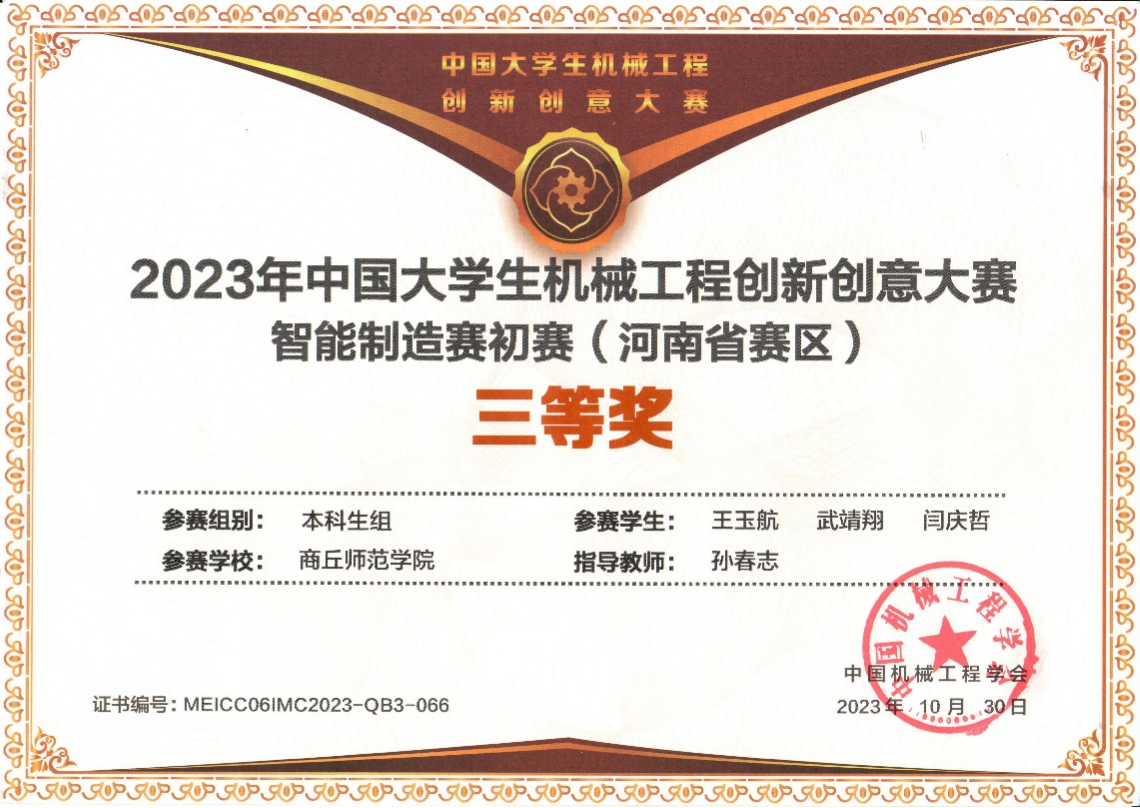 中国大学生机械工程
创新创意大赛
2023年中国大学生机械工程创新创意大赛
智能制造赛初赛（河南省赛区）
三等奖
参赛组别： 本科生组 参赛学生： 王玉航 武靖翔 闫庆哲
参赛学校： 商丘师范学院 指导教师： 孙春志
中国机械工程学会
中国机械工程学会
证书编号：MEICC06IMC2023-QB3-066 2023年 10月 30日